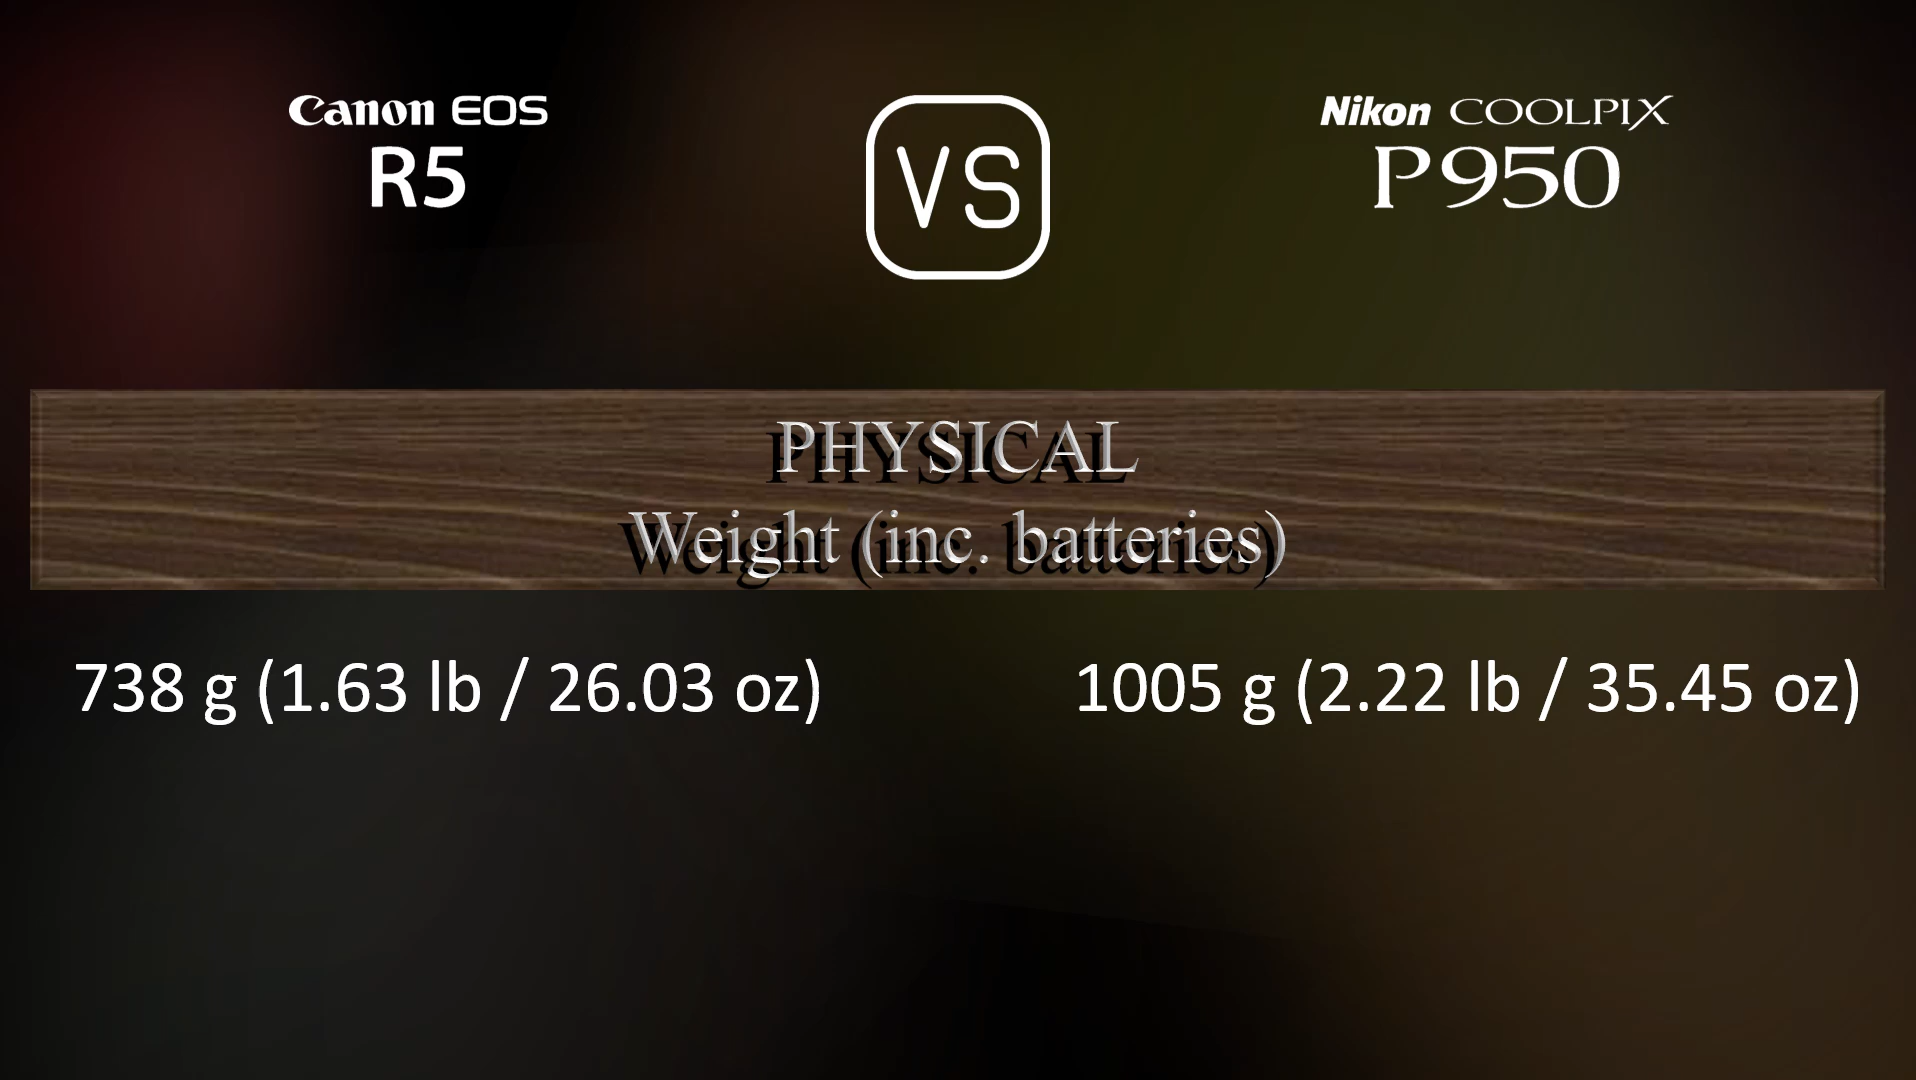 Canon EOS
R5
VS
Nikon COOLPIX
P950
PHYSICAL
Weight (inc. batteries)
738 g (1.63 lb / 26.03 oz)
1005 g (2.22 lb / 35.45 oz)